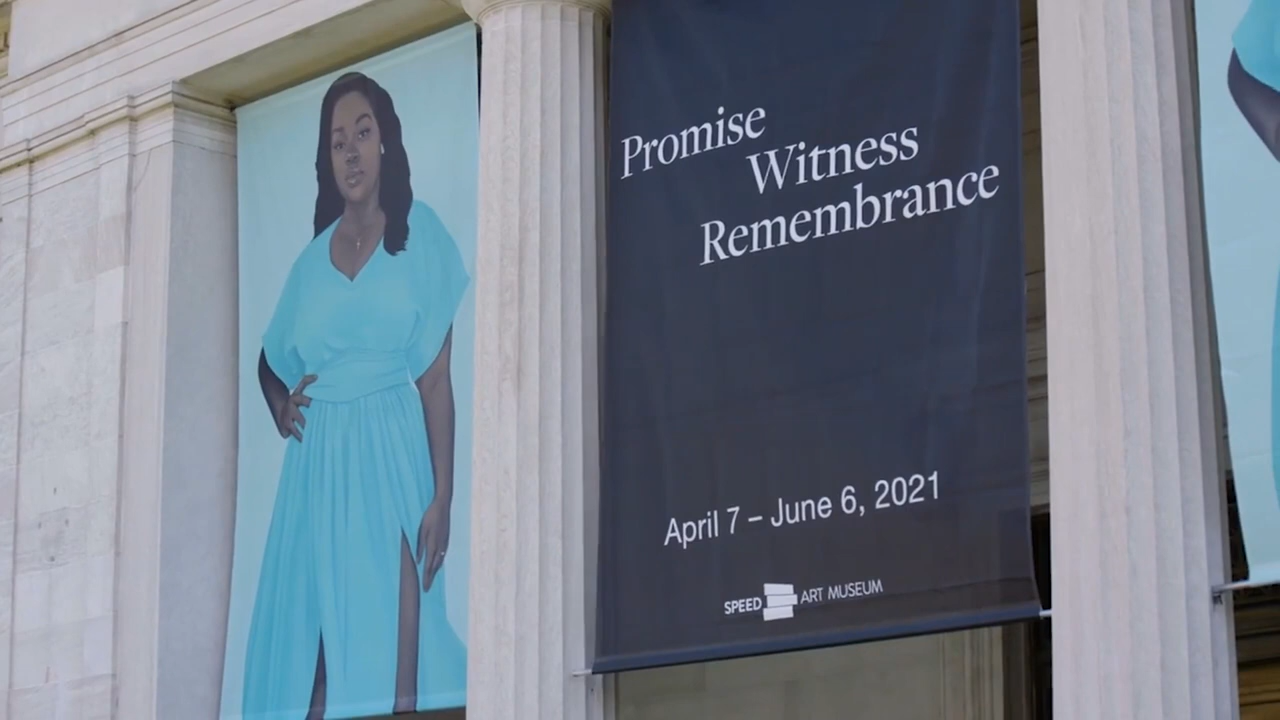 Promise
Witness
Remembrance
April 7 – June 6, 2021
SPEED ART MUSEUM